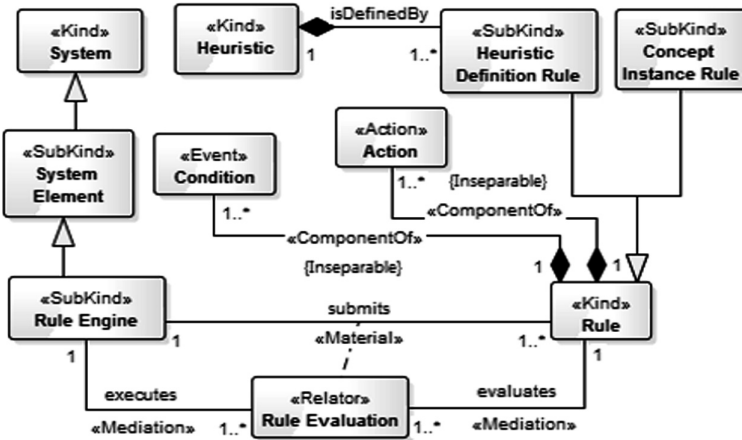 «Kind»
System
«Kind»
Heuristic
isDefinedBy
1
1..*
«SubKind»
Heuristic
Definition Rule
«SubKind»
Concept
Instance Rule
«SubKind»
System
Element
«Event»
Condition
1..*
«Action»
Action
1..*
{Inseparable}
«ComponentOf»
«ComponentOf»
{Inseparable}
1
1
«SubKind»
Rule Engine
1
1
submits
«Material»
1..*
«Kind»
Rule
1
executes
«Mediation»
1..*
«Relator»
Rule Evaluation
1..*
evaluates
«Mediation»